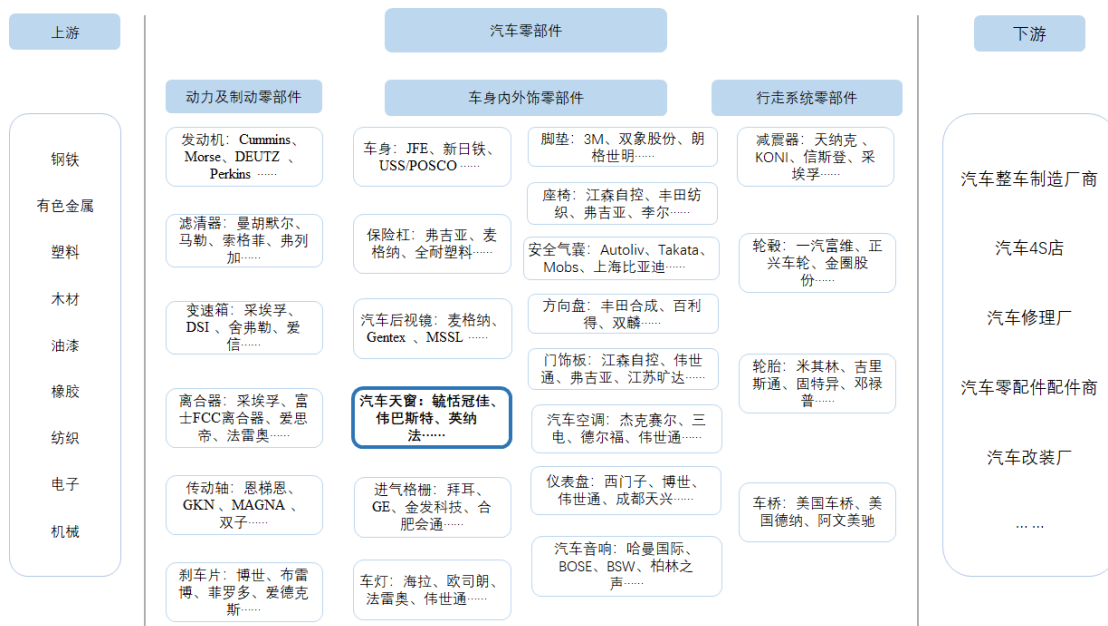 上游
钢铁
有色金属
塑料
木材
油漆
橡胶
纺织
电子
机械
汽车零部件
动力及制动零部件
发动机：Cummins、
Morse、DEUTZ 、
Perkins ……
滤清器：曼胡默尔、
马勒、索格菲、弗列
加……
变速箱：采埃孚、
DSI 、舍弗勒、爱
信……
离合器：采埃孚、富
士FCC离合器、爱思
帝、法雷奥……
传动轴：恩梯恩、
GKN 、MAGNA 、
双子……
刹车片：博世、布雷
博、菲罗多、爱德克
斯……
车身内外饰零部件
车身：JFE、新日铁、
USS/POSCO ……
保险杠：弗吉亚、麦
格纳、全耐塑料……
汽车后视镜：麦格纳、
Gentex 、MSSL ……
汽车天窗：毓恬冠佳、
伟巴斯特、英纳
法……
进气格栅：拜耳、
GE、金发科技、合
肥会通……
车灯：海拉、欧司朗、
法雷奥、伟世通……
脚垫：3M、双象股份、朗
格世明……
座椅：江森自控、丰田纺
织、弗吉亚、李尔……
安全气囊：Autoliv、Takata、
Mobs、上海比亚迪……
方向盘：丰田合成、百利
得、双麟……
门饰板：江森自控、伟世
通、弗吉亚、江苏旷达……
汽车空调：杰克赛尔、三
电、德尔福、伟世通……
仪表盘：西门子、博世、
伟世通、成都天兴……
汽车音响：哈曼国际、
BOSE、BSW、柏林之
声……
行走系统零部件
减震器：天纳克 、
KONI、信斯登、采
埃孚……
轮毂：一汽富维、正
兴车轮、金圈股
份……
轮胎：米其林、吉里
斯通、固特异、邓禄
普……
车桥：美国车桥、美
国德纳、阿文美驰
下游
汽车整车制造厂商
汽车4S店
汽车修理厂
汽车零配件配件商
汽车改装厂
... ...